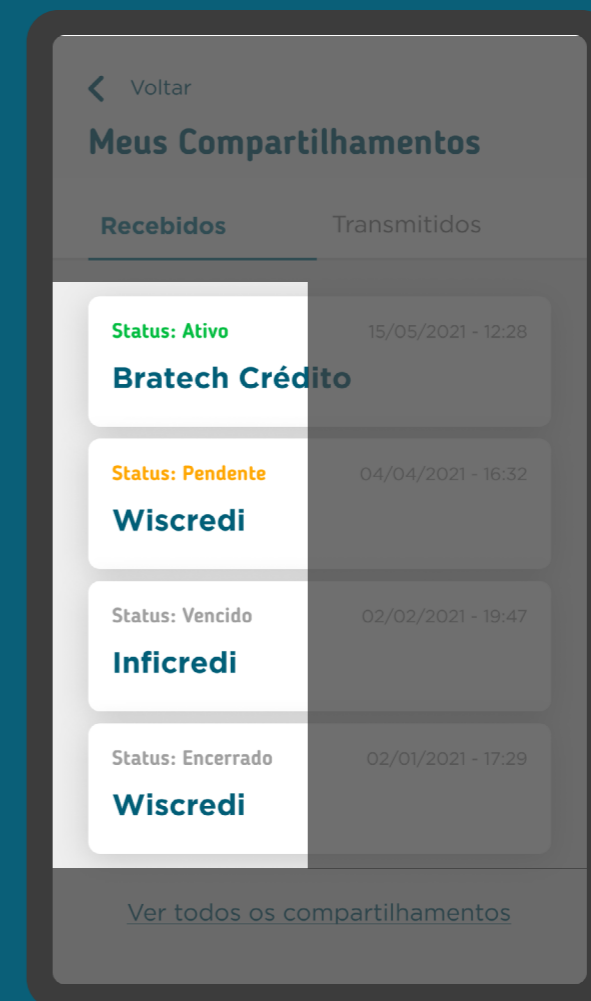 Voltar
Meus Compartilhamentos
Recebidos Transmitidos
Status: Ativo 15/05/2021 - 12:28
Bratech Crédito
Status: Pendente 04/04/2021 - 16:32
Wiscredi
Status: Vencido 02/02/2021 - 19:47
Inficredi
Status: Encerrado 02/01/2021 - 17:29
Wiscredi
Ver todos os compartilhamentos